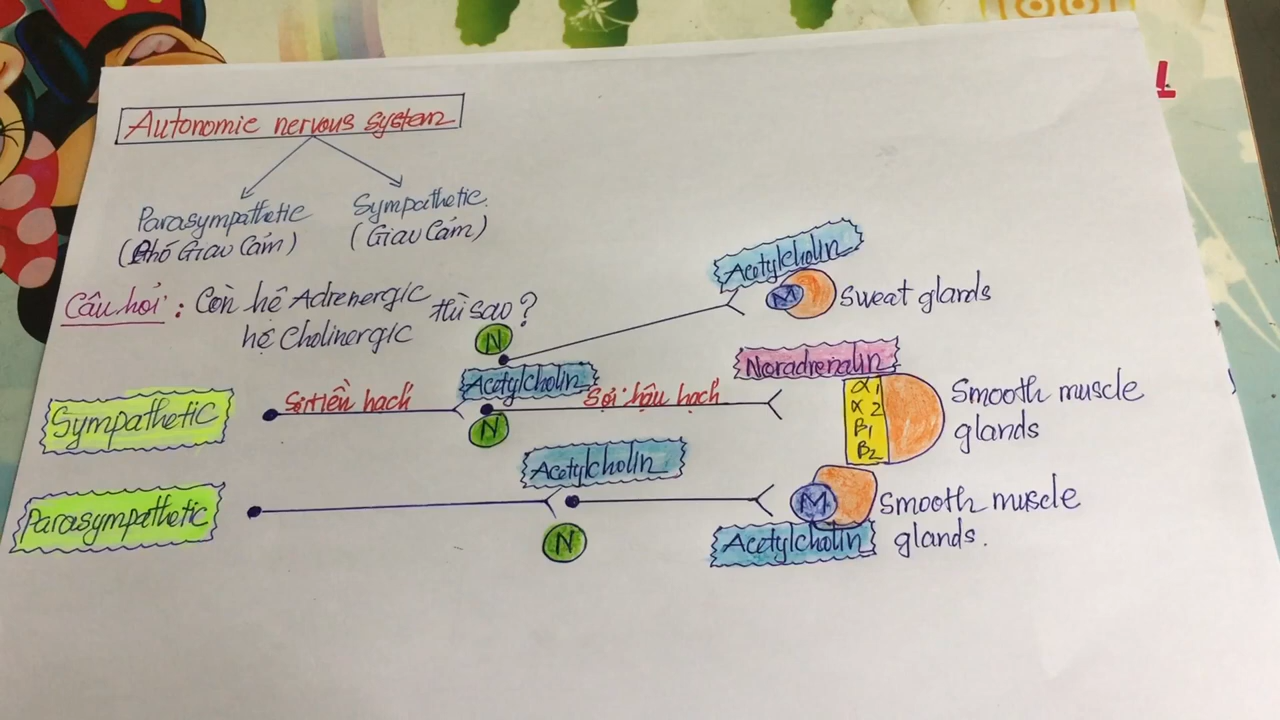 Autonomic nervous system
Parasympathetic
(Phó Giao Cảm)
Sympathetic
(Giao Cảm)
Câu hỏi : Còn hệ Adrenergic thì sao?
hệ Cholinergic
Acetylcholin
M Sweat glands
N
Sympathetic
Sợi tiền hạch
Acetylcholin
N
Sợi hậu hạch
Noradrenalin
α1
α2
β1
β2
Smooth muscle
glands
Parasympathetic
Acetylcholin
N
M
Acetylcholin
Smooth muscle
glands.
L